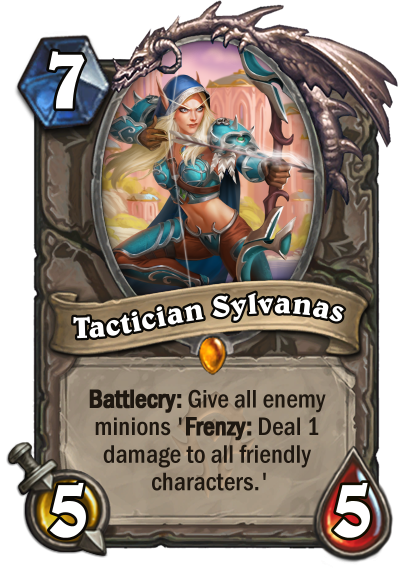 7
Tactician Sylvanas
Battlecry: Give all enemy
minions 'Frenzy: Deal 1
damage to all friendly
characters.'
5
5